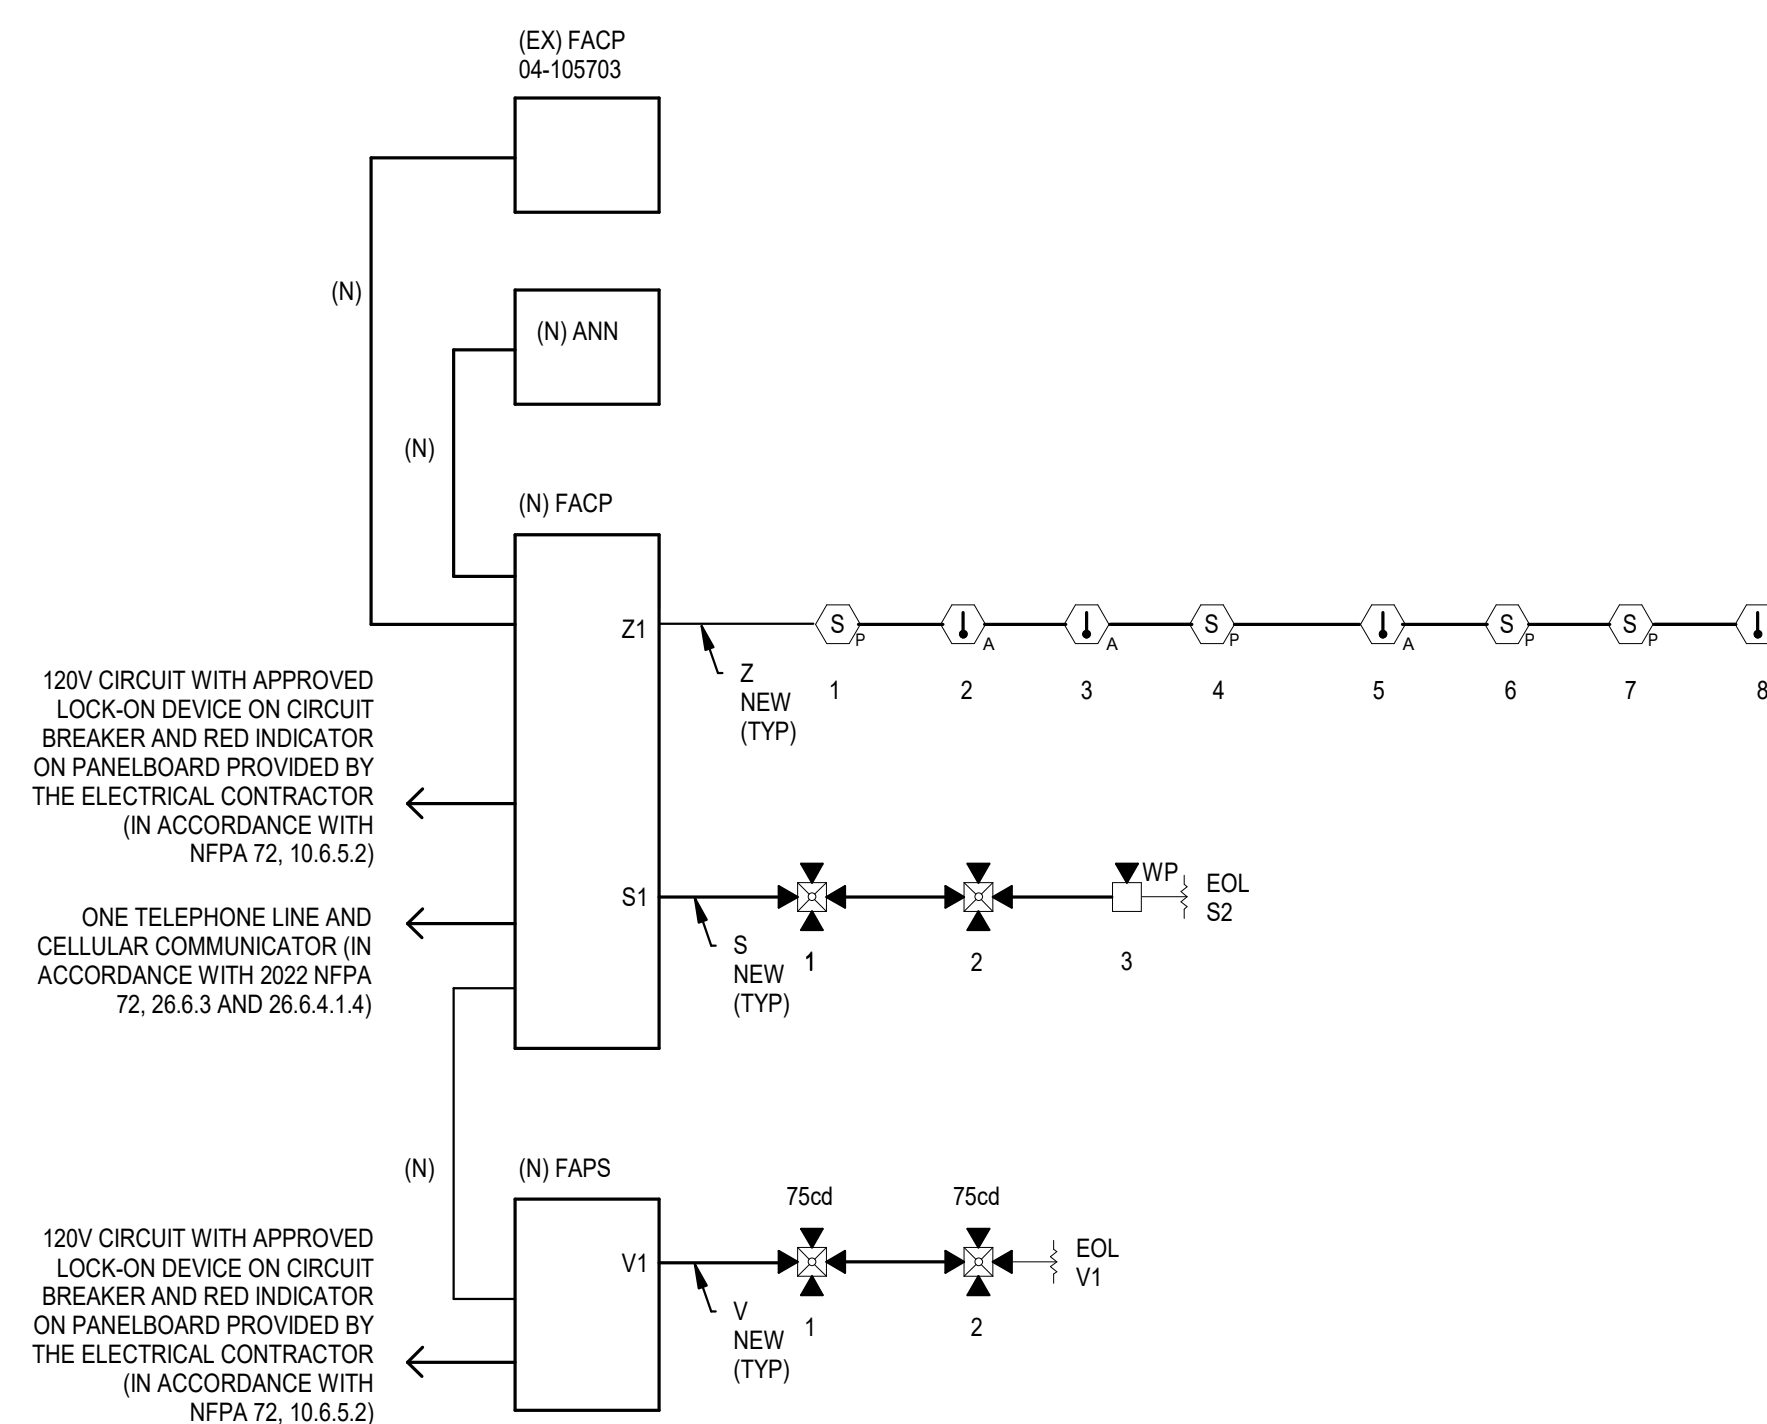 (EX) FACP
04-105703
(N)
(N) ANN
(N)
(N) FACP
Z1
S P
A
A
S P
A
S P
S P
Z
NEW
(TYP)
1
2
3
4
5
6
7
8
120V CIRCUIT WITH APPROVED
LOCK-ON DEVICE ON CIRCUIT
BREAKER AND RED INDICATOR
ON PANELBOARD PROVIDED BY
THE ELECTRICAL CONTRACTOR
(IN ACCORDANCE WITH
NFPA 72, 10.6.5.2)
S1
WP
EOL
S2
S
NEW
(TYP)
1
2
3
ONE TELEPHONE LINE AND
CELLULAR COMMUNICATOR (IN
ACCORDANCE WITH 2022 NFPA
72, 26.6.3 AND 26.6.4.1.4)
(N)
(N) FAPS
75cd
75cd
V1
EOL
V1
V
NEW
(TYP)
1
2
120V CIRCUIT WITH APPROVED
LOCK-ON DEVICE ON CIRCUIT
BREAKER AND RED INDICATOR
ON PANELBOARD PROVIDED BY
THE ELECTRICAL CONTRACTOR
(IN ACCORDANCE WITH
NFPA 72, 10.6.5.2)